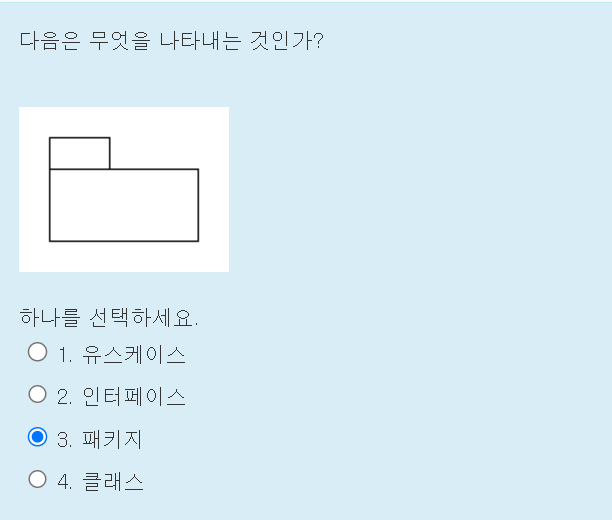 다음은 무엇을 나타내는 것인가?
하나를 선택하세요.
1. 유스케이스
2. 인터페이스
3. 패키지
4. 클래스